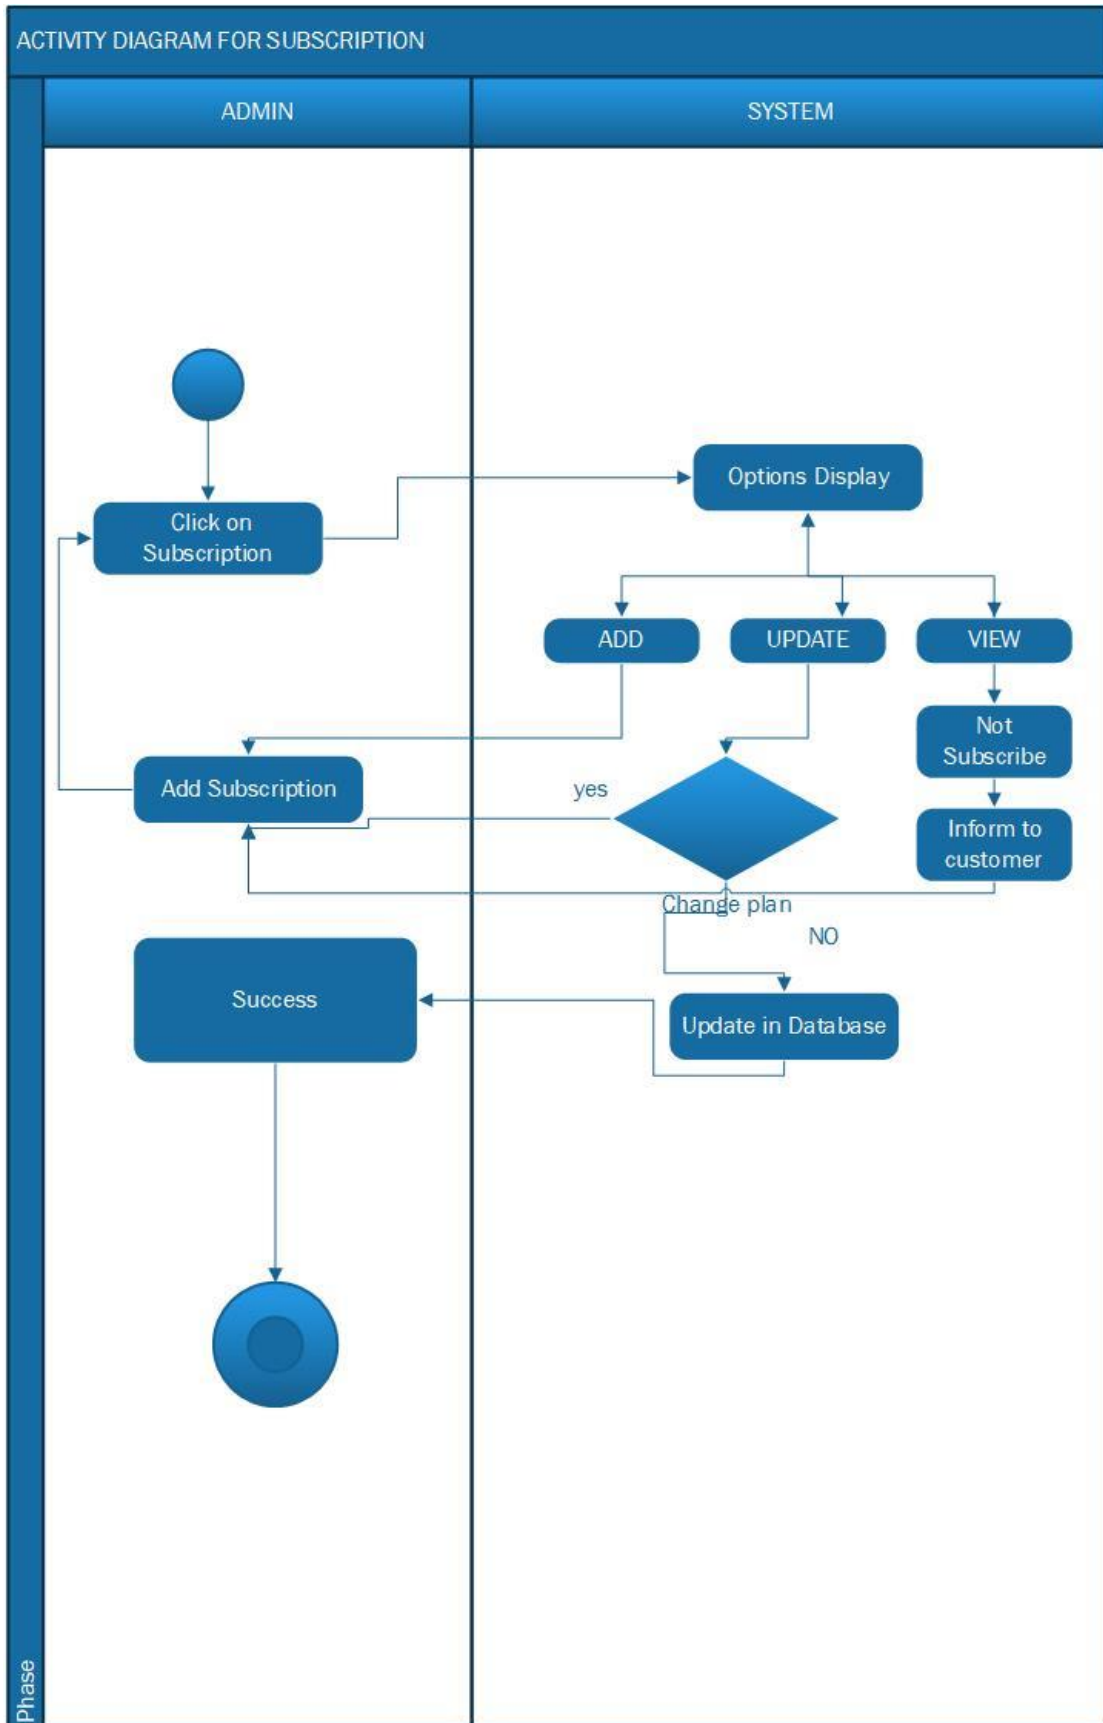 ACTIVITY DIAGRAM FOR SUBSCRIPTION
ADMIN
SYSTEM
Options Display
Click on
Subscription
ADD
UPDATE
VIEW
Not
Subscribe
Add Subscription
yes
Inform to
customer
Change plan
NO
Success
Update in Database
Phase